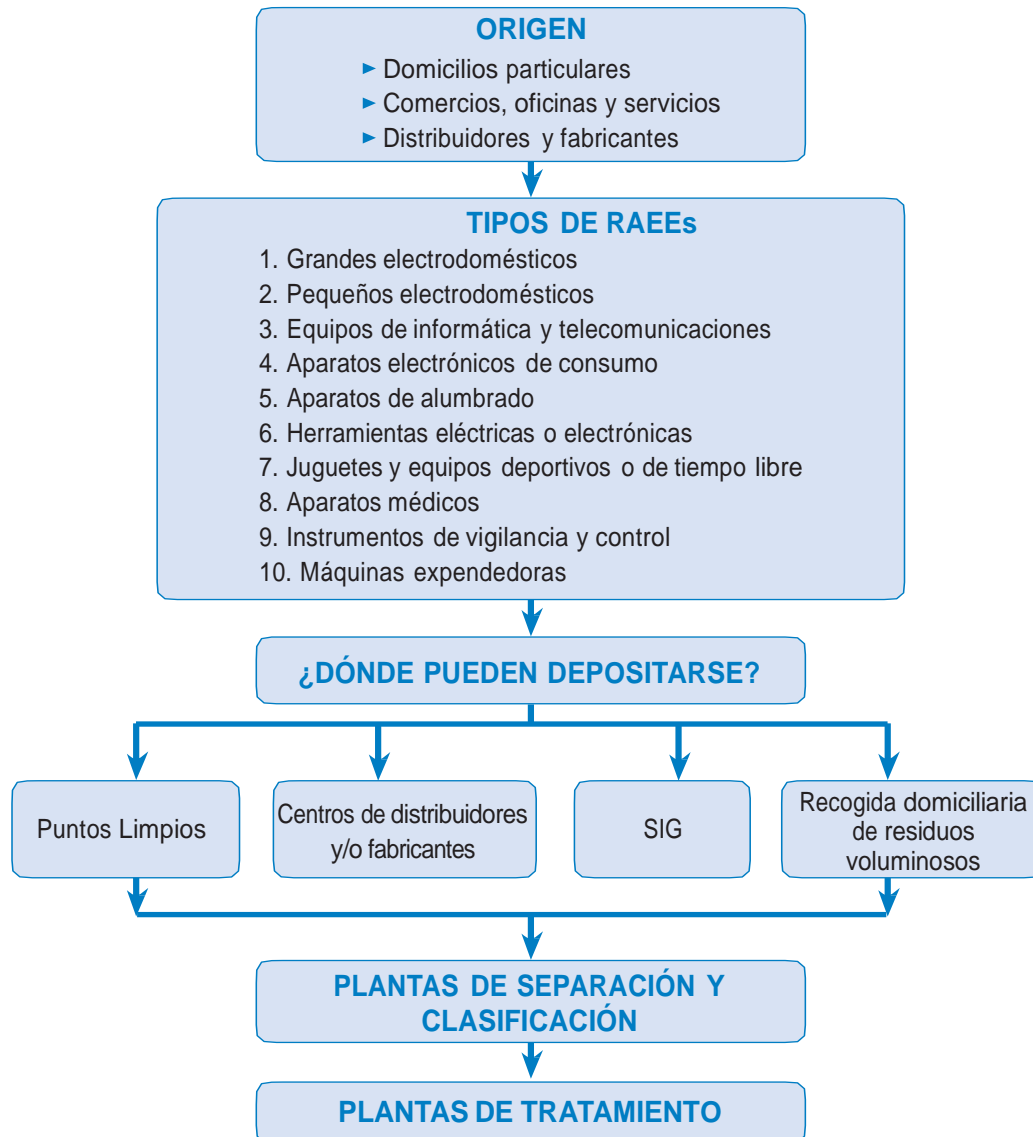 ORIGEN
► Domicilios particulares
► Comercios, oficinas y servicios
► Distribuidores y fabricantes
TIPOS DE RAEEs
1. Grandes electrodomésticos
2. Pequeños electrodomésticos
3. Equipos de informática y telecomunicaciones
4. Aparatos electrónicos de consumo
5. Aparatos de alumbrado
6. Herramientas eléctricas o electrónicas
7. Juguetes y equipos deportivos o de tiempo libre
8. Aparatos médicos
9. Instrumentos de vigilancia y control
10. Máquinas expendedoras
¿DÓNDE PUEDEN DEPOSITARSE?
Puntos Limpios
Centros de distribuidores
y/o fabricantes
SIG
Recogida domiciliaria
de residuos
voluminosos
PLANTAS DE SEPARACIÓN Y
CLASIFICACIÓN
PLANTAS DE TRATAMIENTO